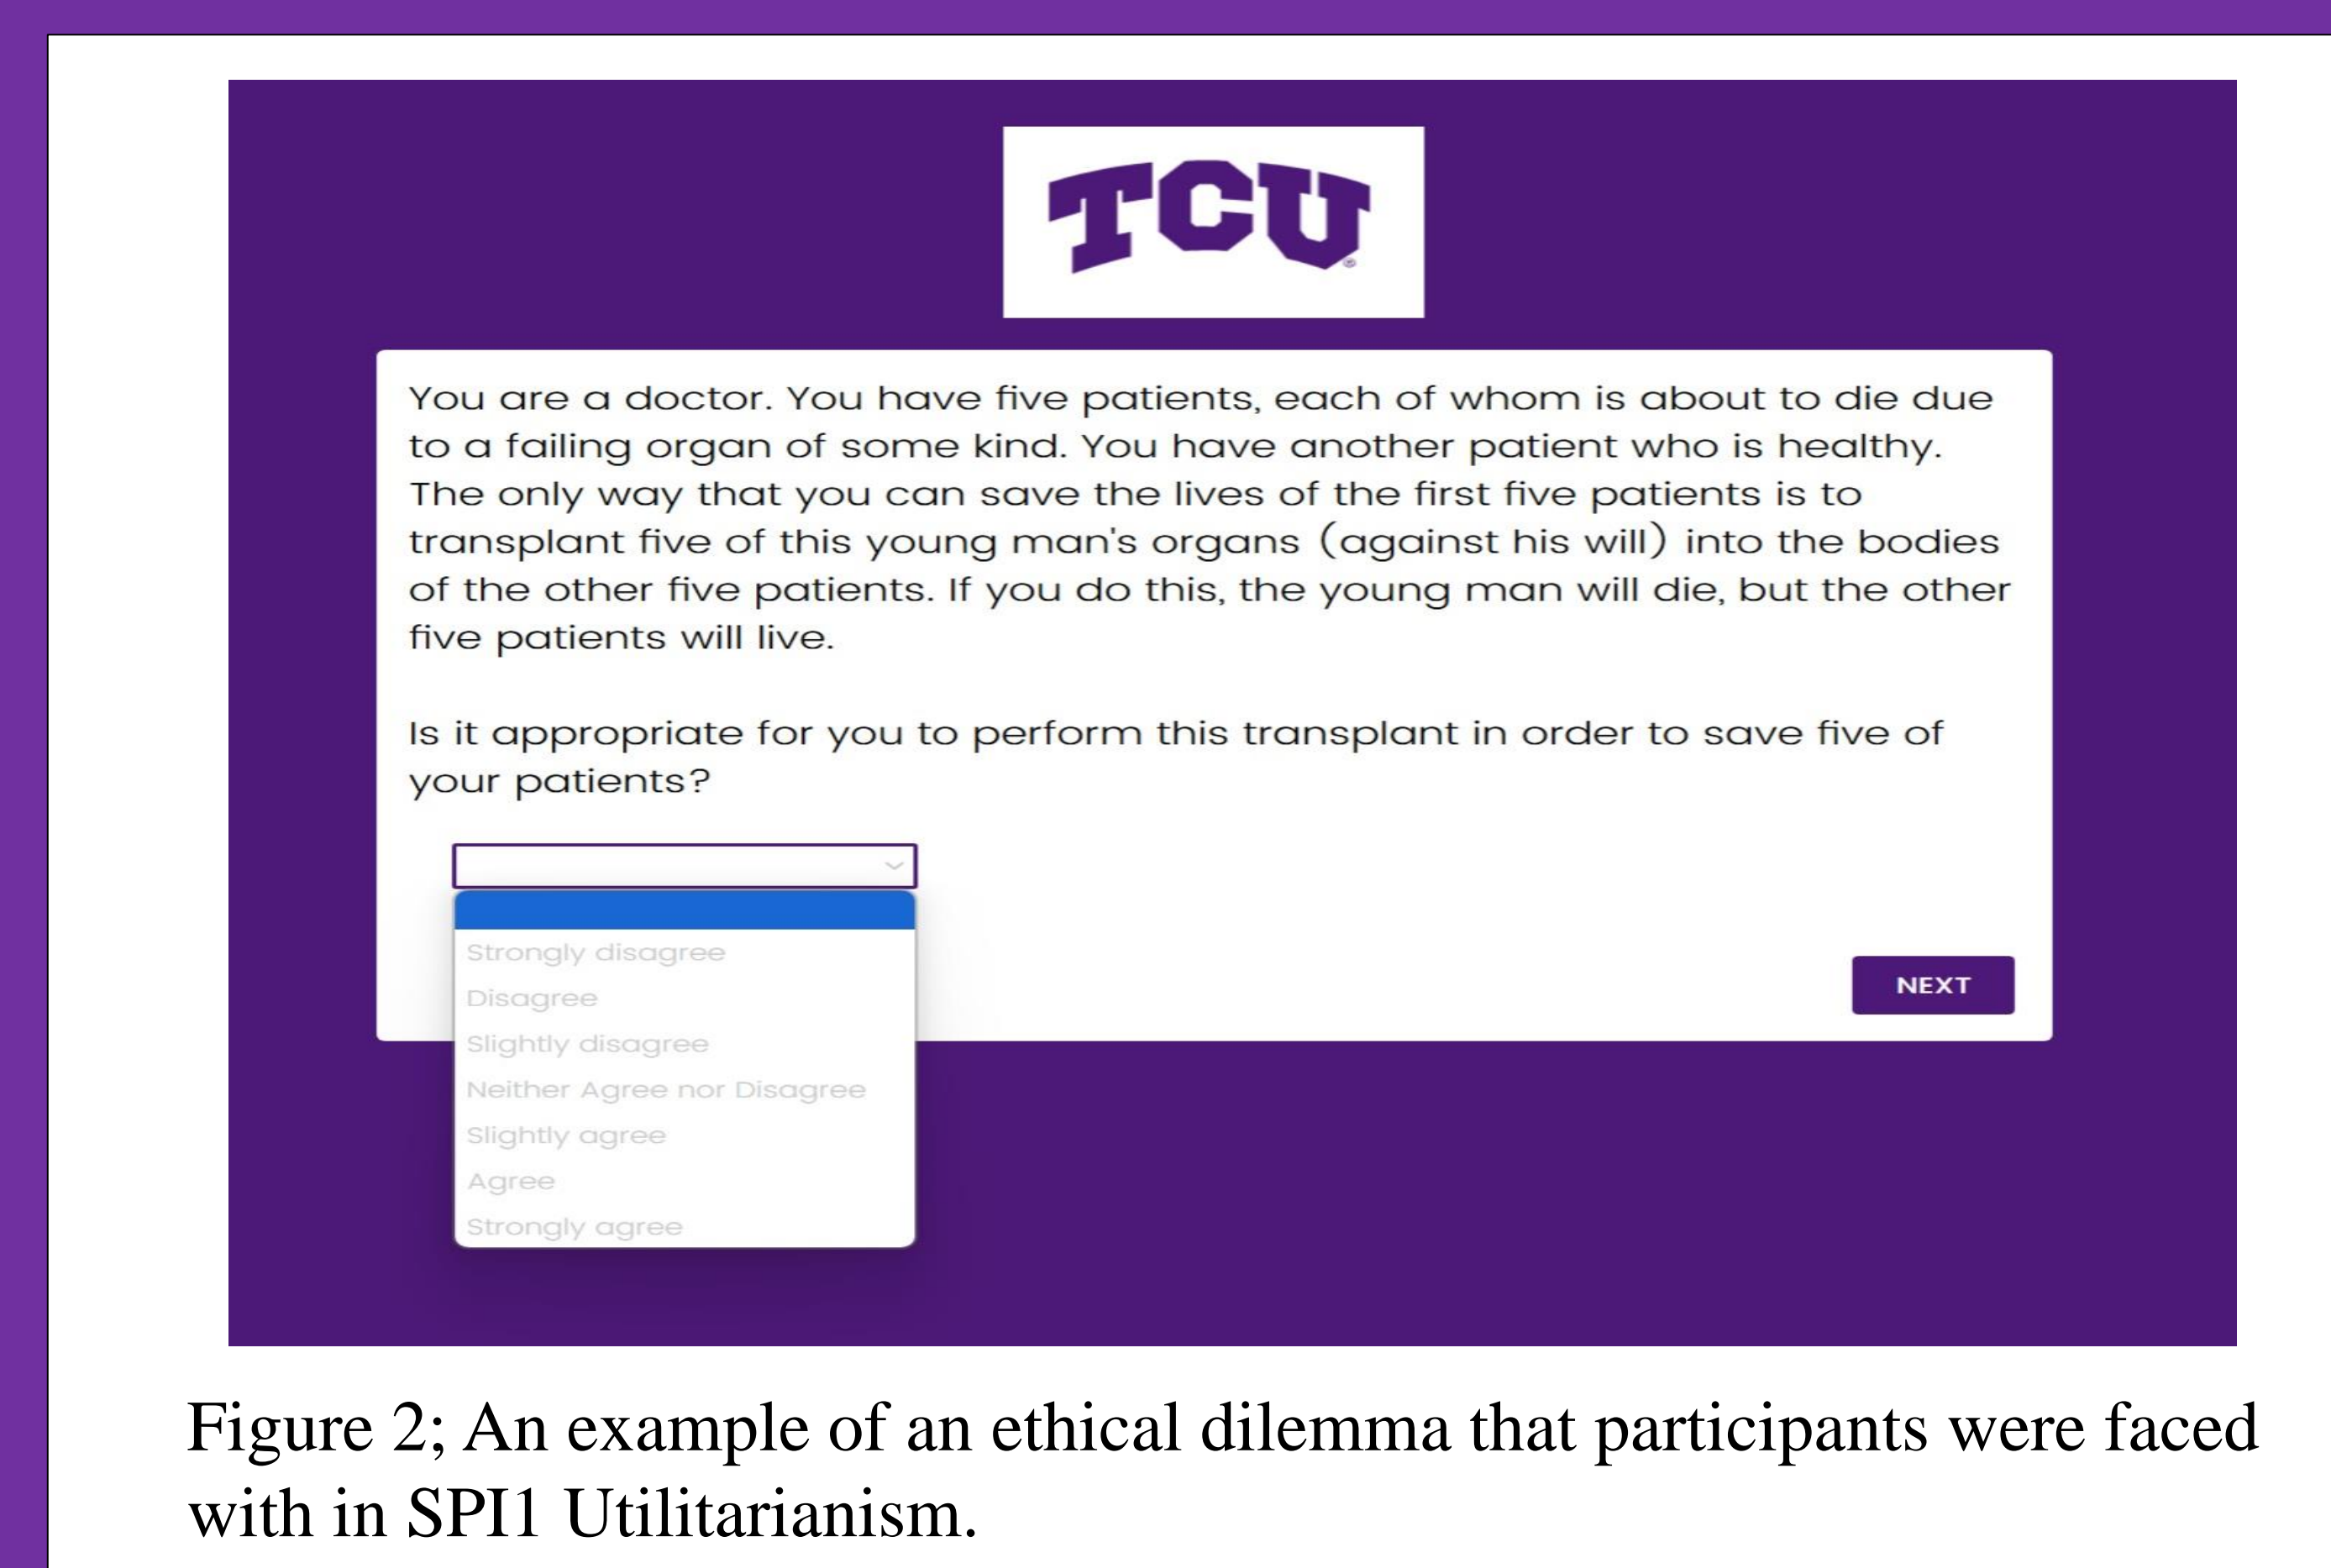 TCU
You are a doctor. You have five patients, each of whom is about to die due
to a failing organ of some kind. You have another patient who is healthy.
The only way that you can save the lives of the first five patients is to
transplant five of this young man's organs (against his will) into the bodies
of the other five patients. If you do this, the young man will die, but the other
five patients will live.
Is it appropriate for you to perform this transplant in order to save five of
your patients?
Strongly disagree
Disagree
Slightly disagree
Neither Agree nor Disagree
Slightly agree
Agree
Strongly agree
NEXT
Figure 2; An example of an ethical dilemma that participants were faced
with in SPI1 Utilitarianism.